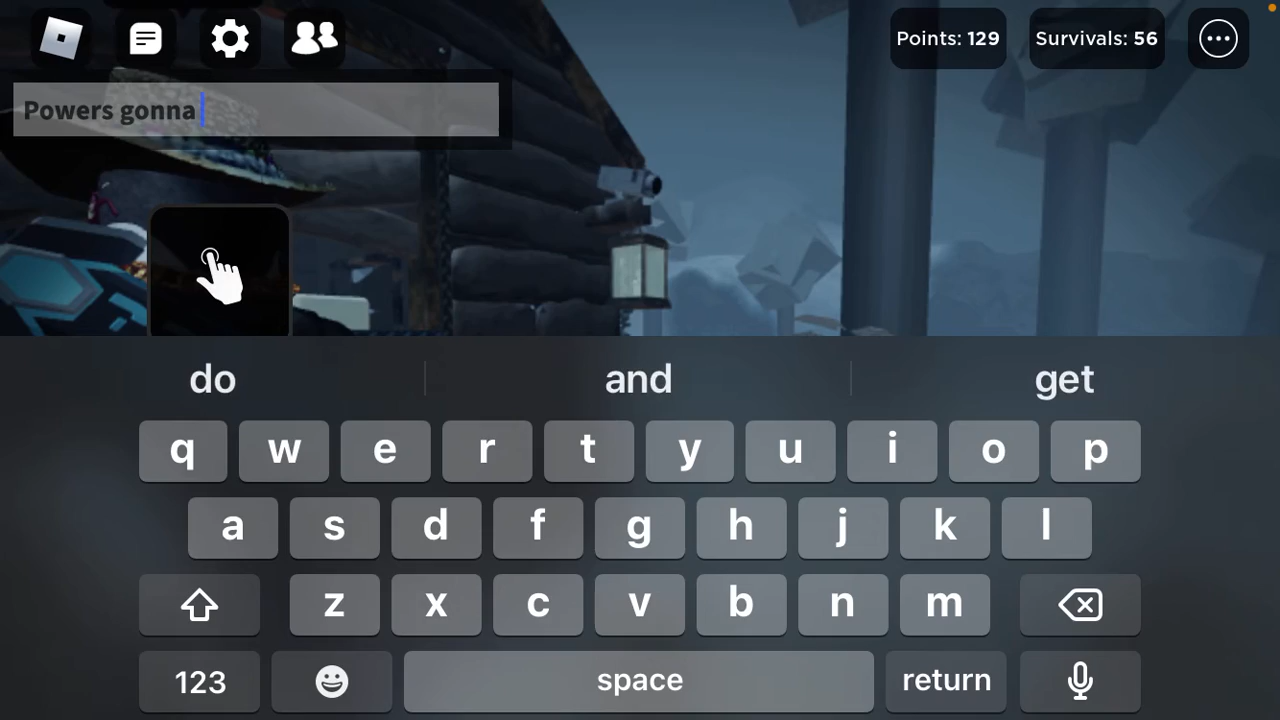 Points: 129
Survivals: 56
Powers gonna
do and get
q w e r t y u i o p
a s d f g h j k l
z x c v b n m
123 space return